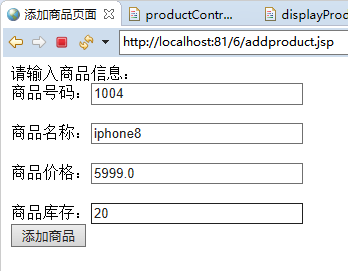 添加商品页面 productContr... displayProd
http://localhost:81/6/addproduct.jsp
请输入商品信息：
商品号码： 1004
商品名称： iphone8
商品价格： 5999.0
商品库存： 20
添加商品